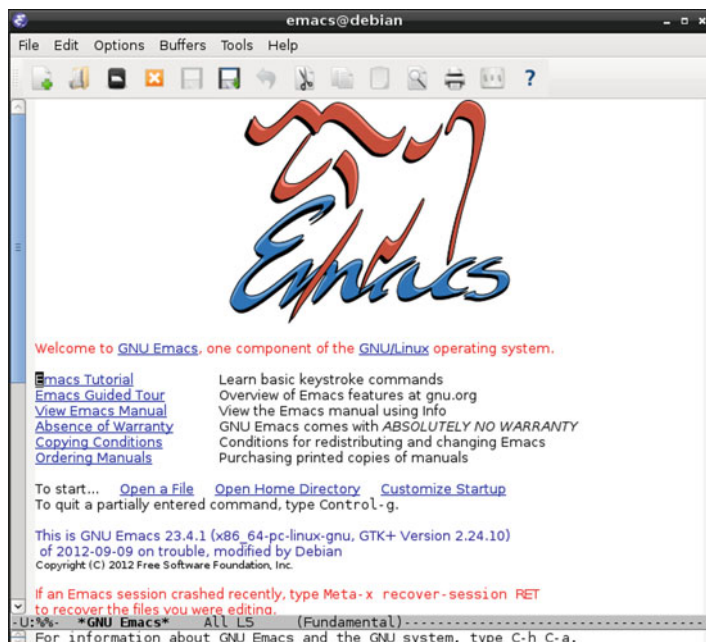 emacs@debian
File Edit Options Buffers Tools Help
Emacs
Welcome to GNU Emacs, one component of the GNU/Linux operating system.
Emacs Tutorial Learn basic keystroke commands
Emacs Guided Tour Overview of Emacs features at gnu.org
View Emacs Manual View the Emacs manual using Info
Absence of Warranty GNU Emacs comes with ABSOLUTELY NO WARRANTY
Copying Conditions Conditions for redistributing and changing Emacs
Ordering Manuals Purchasing printed copies of manuals
To start... Open a File Open Home Directory Customize Startup
To quit a partially entered command, type Control-g.
This is GNU Emacs 23.4.1 (x86_64-pc-linux-gnu, GTK+ Version 2.24.10)
of 2012-09-09 on trouble, modified by Debian
Copyright (C) 2012 Free Software Foundation, Inc.
If an Emacs session crashed recently, type Meta-x recover-session RET
to recover the files you were editing.
-U:%%- *GNU Emacs* All L5 (Fundamental)----------------------------------
For information about GNU Emacs and the GNU system, type C-h C-a.